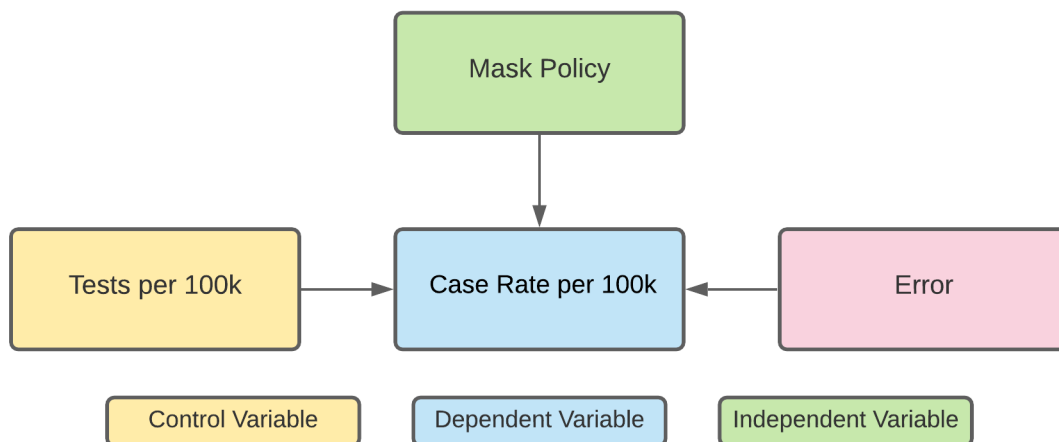 Mask Policy
Tests per 100k
Case Rate per 100k
Error
Control Variable
Dependent Variable
Independent Variable